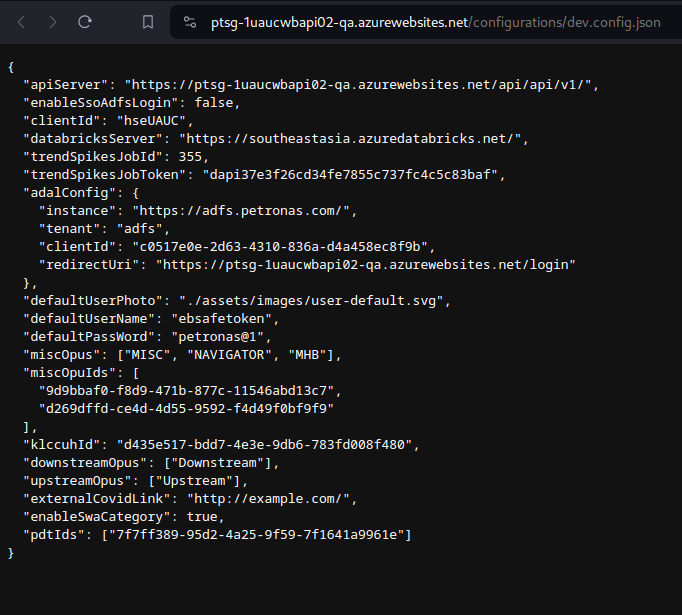 ptsg-1uaucwbapi02-qa.azurewebsites.net/configurations/dev.config.json
{
  "apiServer": "https://ptsg-1uaucwbapi02-qa.azurewebsites.net/api/api/v1/",
  "enableSsoAdfsLogin": false,
  "clientId": "hseUAUC",
  "databricksServer": "https://southeastasia.azuredatabricks.net/",
  "trendSpikesJobId": 355,
  "trendSpikesJobToken": "dapi37e3f26cd34fe7855c737fc4c5c83baf",
  "adalConfig": {
    "instance": "https://adfs.petronas.com/",
    "tenant": "adfs",
    "clientId": "c0517e0e-2d63-4310-836a-d4a458ec8f9b",
    "redirectUri": "https://ptsg-1uaucwbapi02-qa.azurewebsites.net/login"
  },
  "defaultUserPhoto": "./assets/images/user-default.svg",
  "defaultUserName": "ebsafetoken",
  "defaultPassWord": "petronas@1",
  "miscOpus": ["MISC", "NAVIGATOR", "MHB"],
  "miscOpuIds": [
    "9d9bbaf0-f8d9-471b-877c-11546abd13c7",
    "d269dffd-ce4d-4d55-9592-f4d49f0bf9f9"
  ],
  "klccuhId": "d435e517-bdd7-4e3e-9db6-783fd008f480",
  "downstreamOpus": ["Downstream"],
  "upstreamOpus": ["Upstream"],
  "externalCovidLink": "http://example.com/",
  "enableSwaCategory": true,
  "pdtIds": ["7f7ff389-95d2-4a25-9f59-7f1641a9961e"]
}